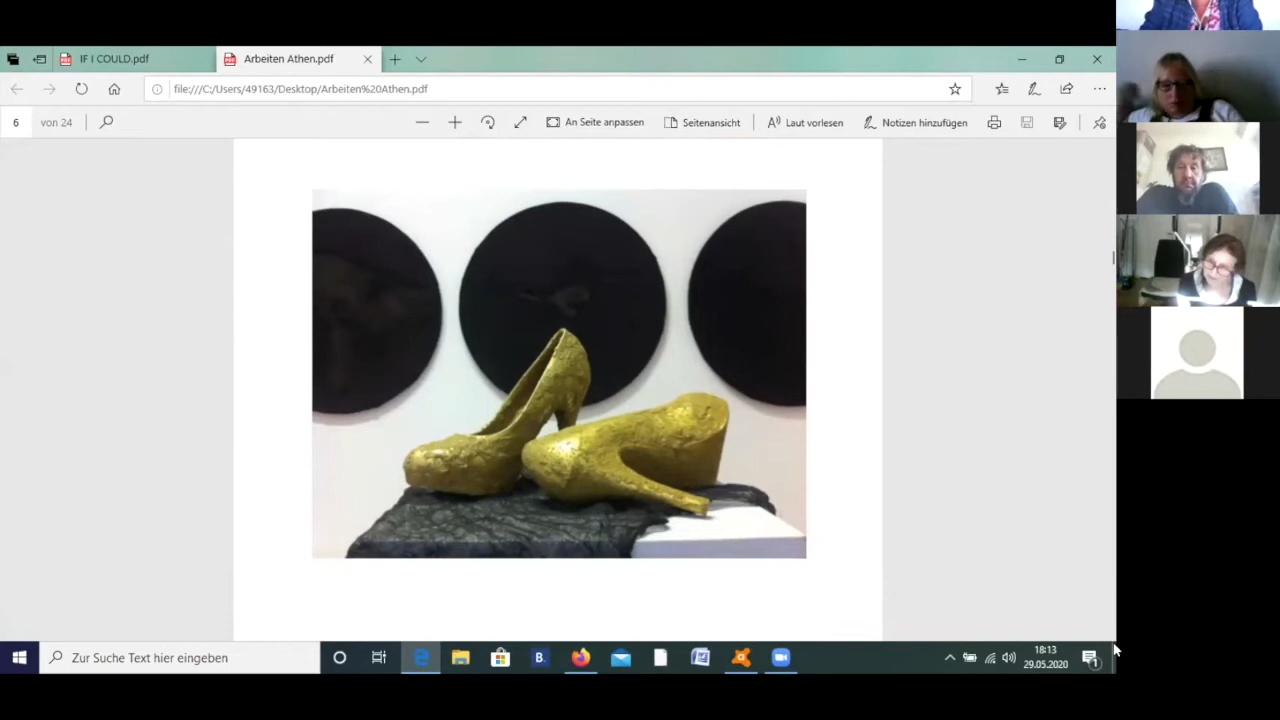 IF I COULD.pdf
Arbeiten Athen.pdf
file:///C:/Users/49163/Desktop/Arbeiten%20Athen.pdf
6 von 24
An Seite anpassen
Seitenansicht
Laut vorlesen
Notizen hinzufügen
Zur Suche Text hier eingeben
B.
18:13
29.05.2020
1